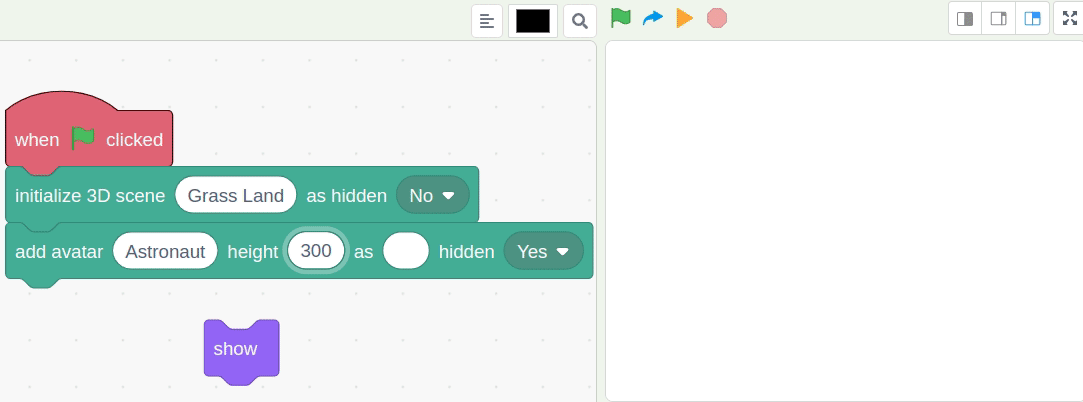 when clicked
initialize 3D scene Grass Land as hidden No
add avatar Astronaut height 300 as hidden Yes
show